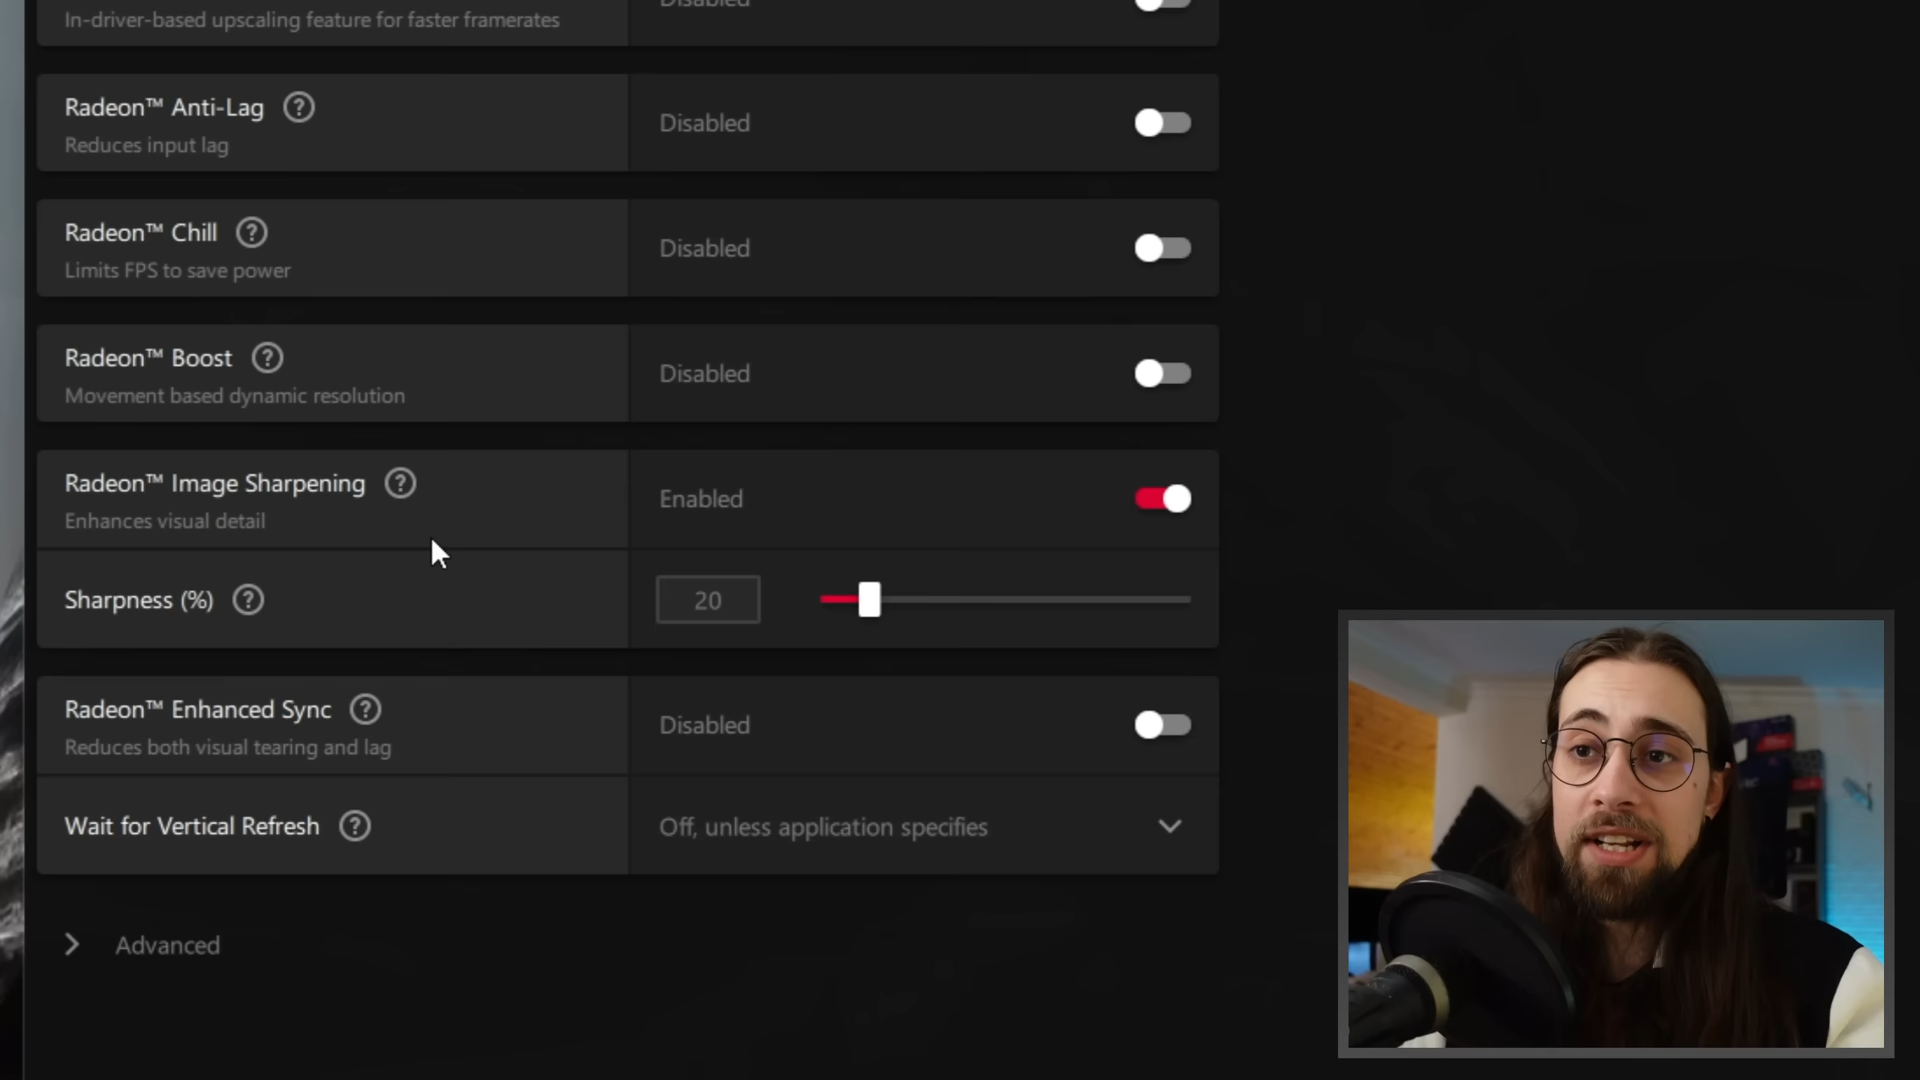 In-driver-based upscaling feature for faster framerates
Disabled
Radeon™ Anti-Lag
Reduces input lag
Disabled
Radeon™ Chill
Limits FPS to save power
Disabled
Radeon™ Boost
Movement based dynamic resolution
Disabled
Radeon™ Image Sharpening
Enhances visual detail
Enabled
Sharpness (%)
20
Radeon™ Enhanced Sync
Reduces both visual tearing and lag
Disabled
Wait for Vertical Refresh
Off, unless application specifies
Advanced